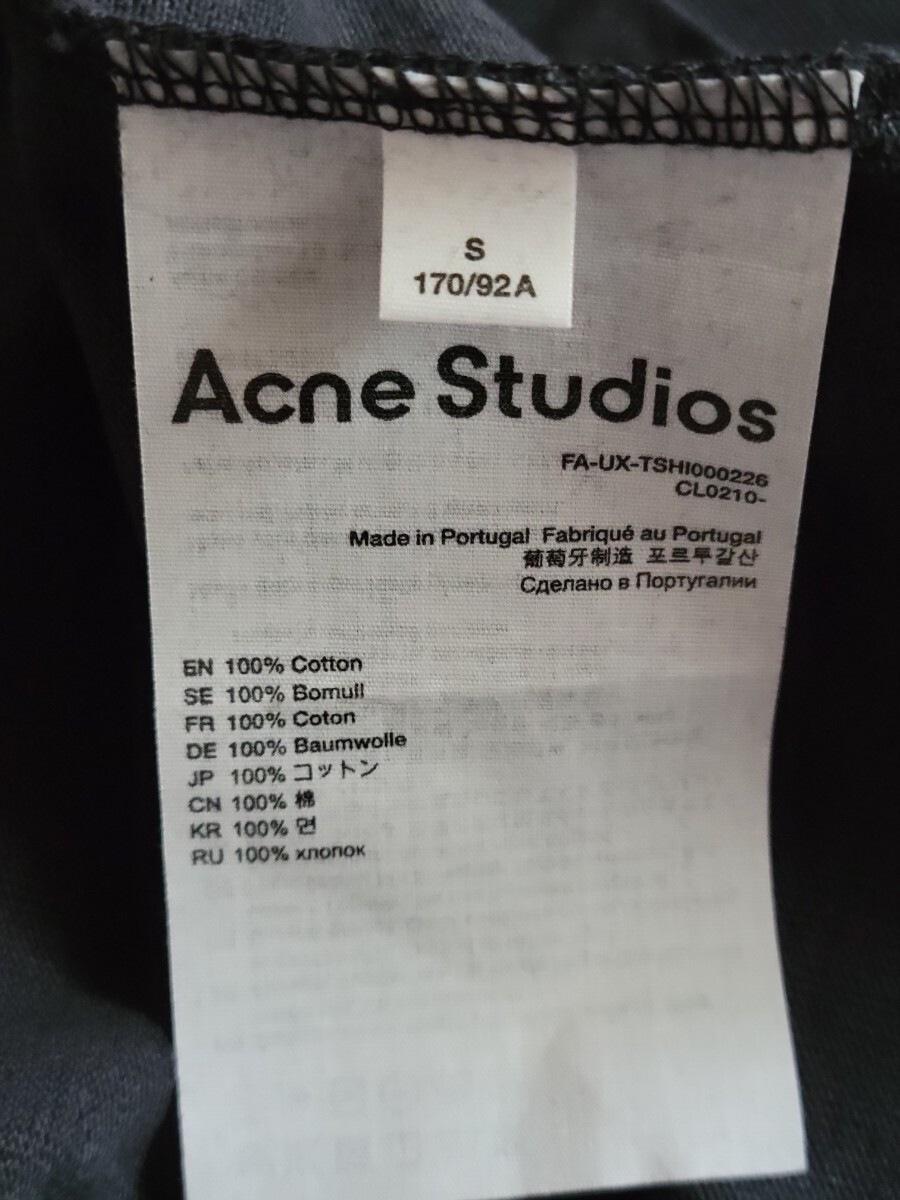 S
170/92A
Acne Studios
FA-UX-TSHI000226
CL0210-
Made in Portugal Fabriqué au Portugal
葡萄牙制造 포르투갈산
Сделано в Португалии
EN 100% Cotton
SE 100% Bomull
FR 100% Coton
DE 100% Baumwolle
JP 100% コットン
CN 100% 棉
KR 100% 면
RU 100% хлопок